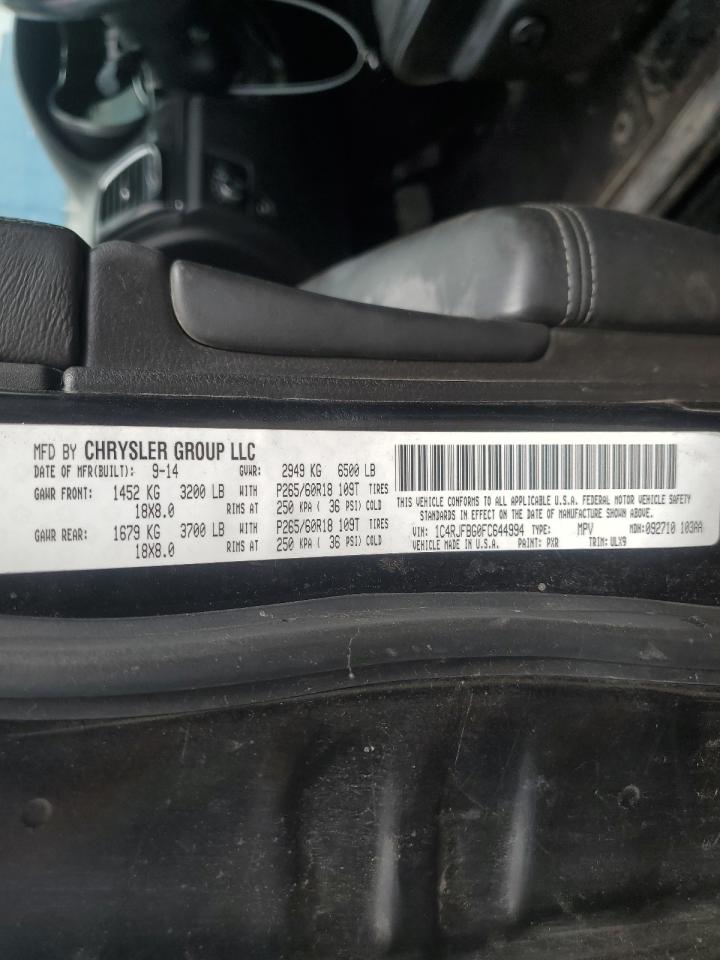 MFD BY CHRYSLER GROUP LLC
DATE OF MFR(BUILT): 9-14 GVWR: 2949 KG 6500 LB
GAWR FRONT: 1452 KG 3200 LB WITH P265/60R18 109T TIRES
18X8.0 RIMS AT 250 KPA ( 36 PSI) COLD
GAWR REAR: 1679 KG 3700 LB WITH P265/60R18 109T TIRES
18X8.0 RIMS AT 250 KPA ( 36 PSI) COLD
THIS VEHICLE CONFORMS TO ALL APPLICABLE U.S.A. FEDERAL MOTOR VEHICLE SAFETY
STANDARDS IN EFFECT ON THE DATE OF MANUFACTURE SHOWN ABOVE.
VIN: 1C4RJFBG0FC644994 TYPE: MPV MDH: 092710 103AA
VEHICLE MADE IN U.S.A. PAINT: PXR TRIM: ULX9